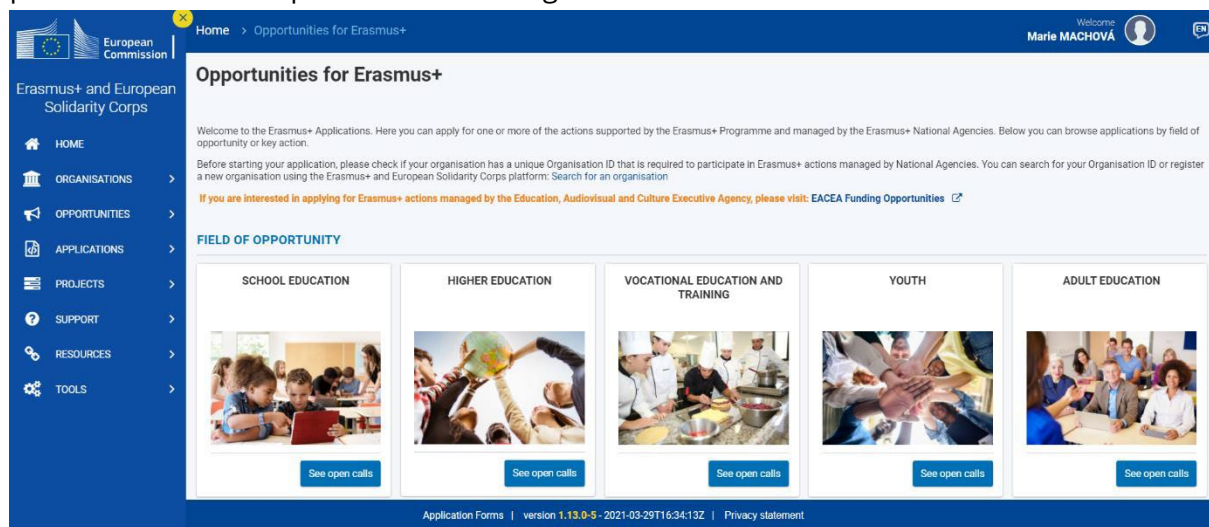 European
Commission
Erasmus+ and European
Solidarity Corps
HOME
ORGANISATIONS
OPPORTUNITIES
APPLICATIONS
PROJECTS
SUPPORT
RESOURCES
TOOLS
Home > Opportunities for Erasmus+
Welcome
Marie MACHOVÁ
EN
Opportunities for Erasmus+
Welcome to the Erasmus+ Applications. Here you can apply for one or more of the actions supported by the Erasmus+ Programme and managed by the Erasmus+ National Agencies. Below you can browse applications by field of
opportunity or key action.
Before starting your application, please check if your organisation has a unique Organisation ID that is required to participate in Erasmus+ actions managed by National Agencies. You can search for your Organisation ID or register
a new organisation using the Erasmus+ and European Solidarity Corps platform: Search for an organisation
If you are interested in applying for Erasmus+ actions managed by the Education, Audiovisual and Culture Executive Agency, please visit: EACEA Funding Opportunities
FIELD OF OPPORTUNITY
SCHOOL EDUCATION
See open calls
HIGHER EDUCATION
See open calls
VOCATIONAL EDUCATION AND
TRAINING
See open calls
YOUTH
See open calls
ADULT EDUCATION
See open calls
Application Forms | version 1.13.0-5 - 2021-03-29T16:34:13Z | Privacy statement